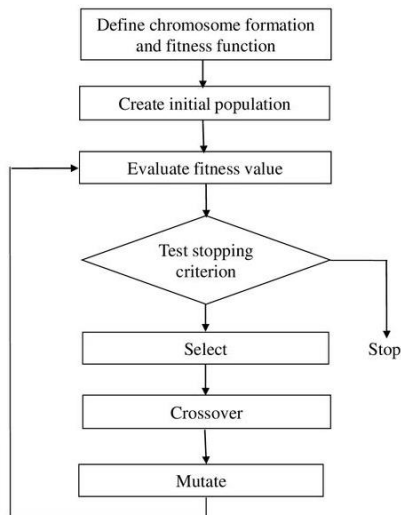 Define chromosome formation
and fitness function
Create initial population
Evaluate fitness value
Test stopping
criterion
Select
Stop
Crossover
Mutate